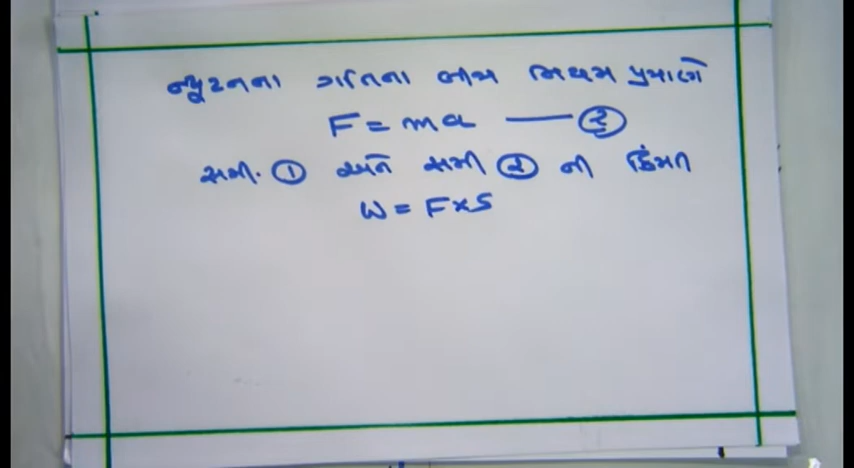 ન્યુટનના ગતિના બીજા નિયમ પ્રમાણે
F = ma —— ②
સમી. ① અને સમી ② ની કિંમત
W = F×S